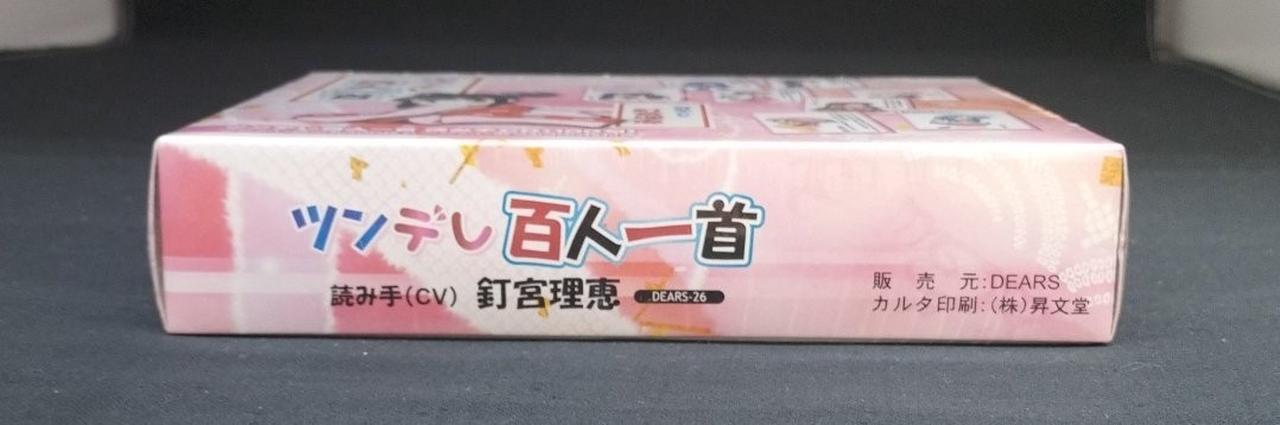 ツンデレ百人一首
読み手(CV) 釘宮理恵 DEARS-26
販 売 元:DEARS
カルタ印刷:(株)昇文堂